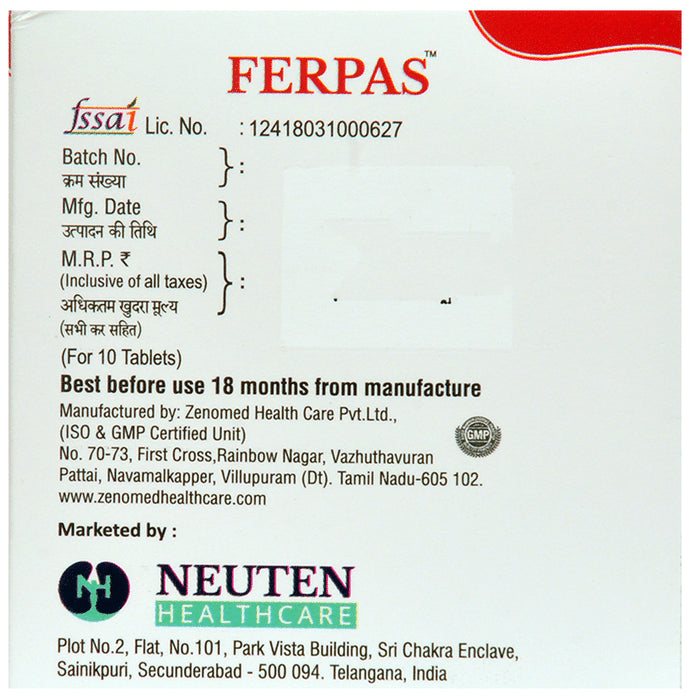 FERPAS™
fssai Lic. No. : 12418031000627
Batch No.
क्रम संख्या } :
Mfg. Date
उत्पादन की तिथि } :
M.R.P. ₹
(Inclusive of all taxes) } :
अधिकतम खुदरा मूल्य
(सभी कर सहित)
(For 10 Tablets)
Best before use 18 months from manufacture
Manufactured by: Zenomed Health Care Pvt.Ltd.,
(ISO & GMP Certified Unit)
GMP
No. 70-73, First Cross,Rainbow Nagar, Vazhuthavuran
Pattai, Navamalkapper, Villupuram (Dt). Tamil Nadu-605 102.
www.zenomedhealthcare.com
Marketed by :
NH
NEUTEN
HEALTHCARE
Plot No.2, Flat, No.101, Park Vista Building, Sri Chakra Enclave,
Sainikpuri, Secunderabad - 500 094. Telangana, India